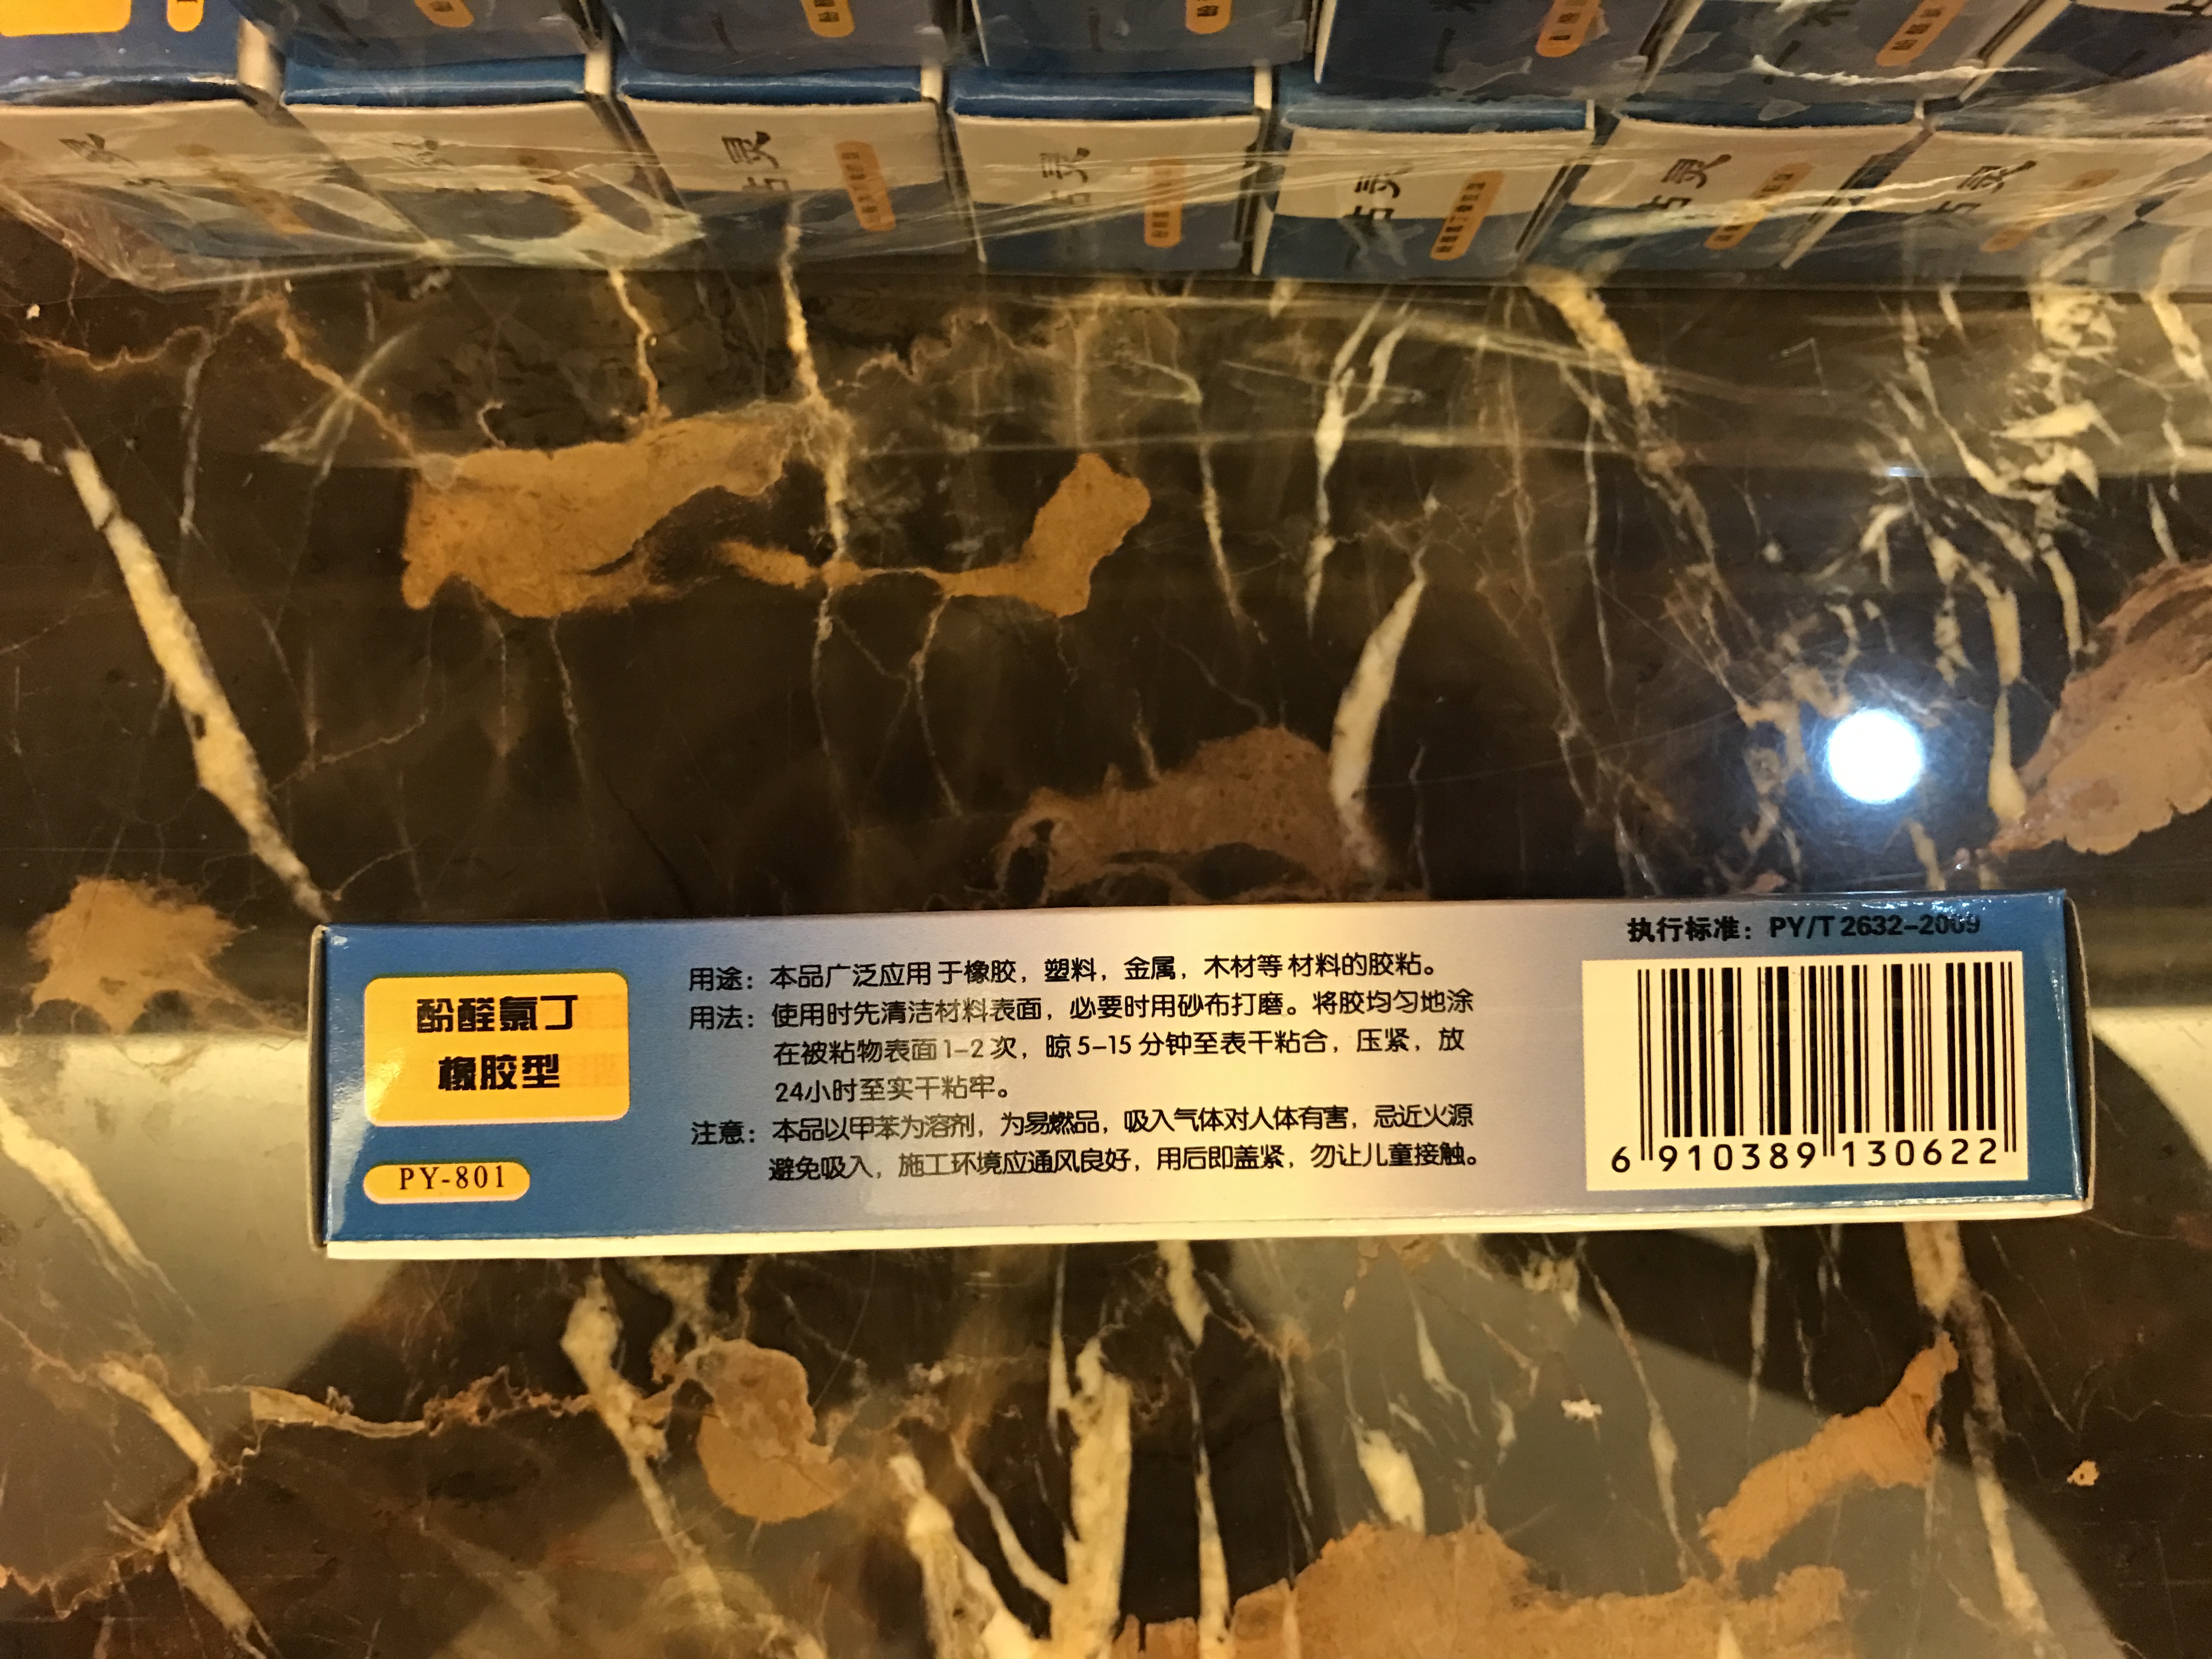 酚醛氯丁
橡胶型
PY-801
用途：本品广泛应用于橡胶，塑料，金属，木材等材料的胶粘。
用法：使用时先清洁材料表面，必要时用砂布打磨。将胶均匀地涂
在被粘物表面1-2次，晾5-15分钟至表干粘合，压紧，放
24小时至实干粘牢。
注意：本品以甲苯为溶剂，为易燃品，吸入气体对人体有害，忌近火源
避免吸入，施工环境应通风良好，用后即盖紧，勿让儿童接触。
执行标准：PY/T 2632-2009
6 910389 130622